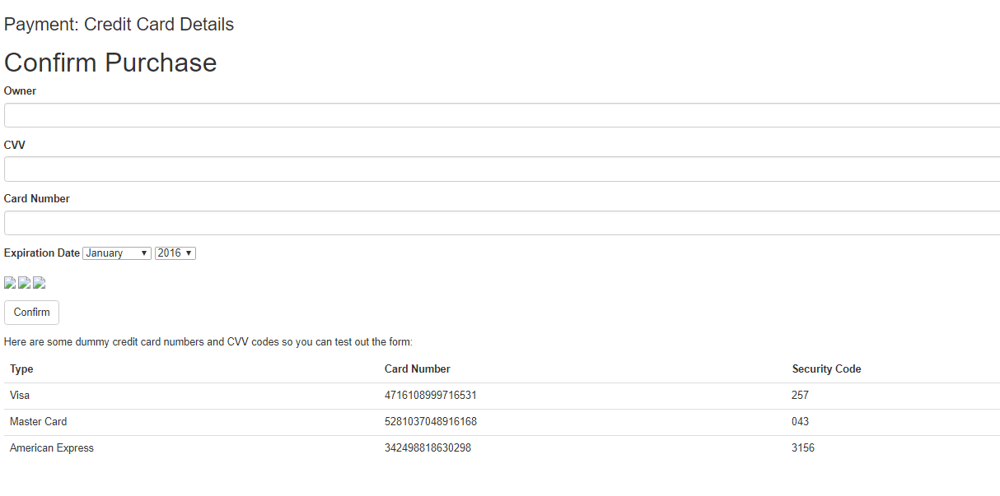 Payment: Credit Card Details
Confirm Purchase
Owner
CVV
Card Number
Expiration Date January 2016
Confirm
Here are some dummy credit card numbers and CVV codes so you can test out the form:
Type Card Number Security Code
Visa 4716108999716531 257
Master Card 5281037048916168 043
American Express 342498818630298 3156